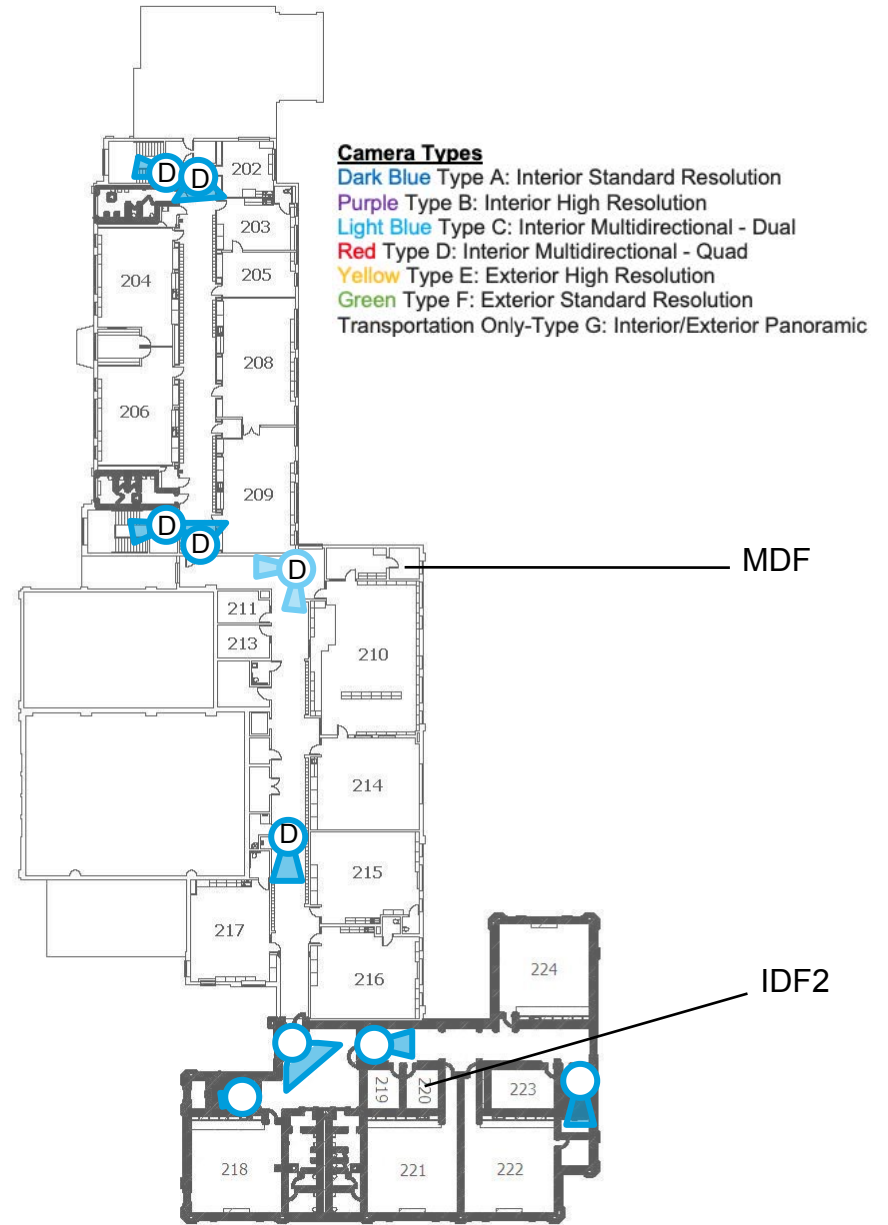 Camera Types
Dark Blue Type A: Interior Standard Resolution
Purple Type B: Interior High Resolution
Light Blue Type C: Interior Multidirectional - Dual
Red Type D: Interior Multidirectional - Quad
Yellow Type E: Exterior High Resolution
Green Type F: Exterior Standard Resolution
Transportation Only-Type G: Interior/Exterior Panoramic
D
D
202
203
204
205
208
206
209
D
D
D
MDF
211
213
210
214
D
215
217
216
224
IDF2
219
220
223
218
221
222